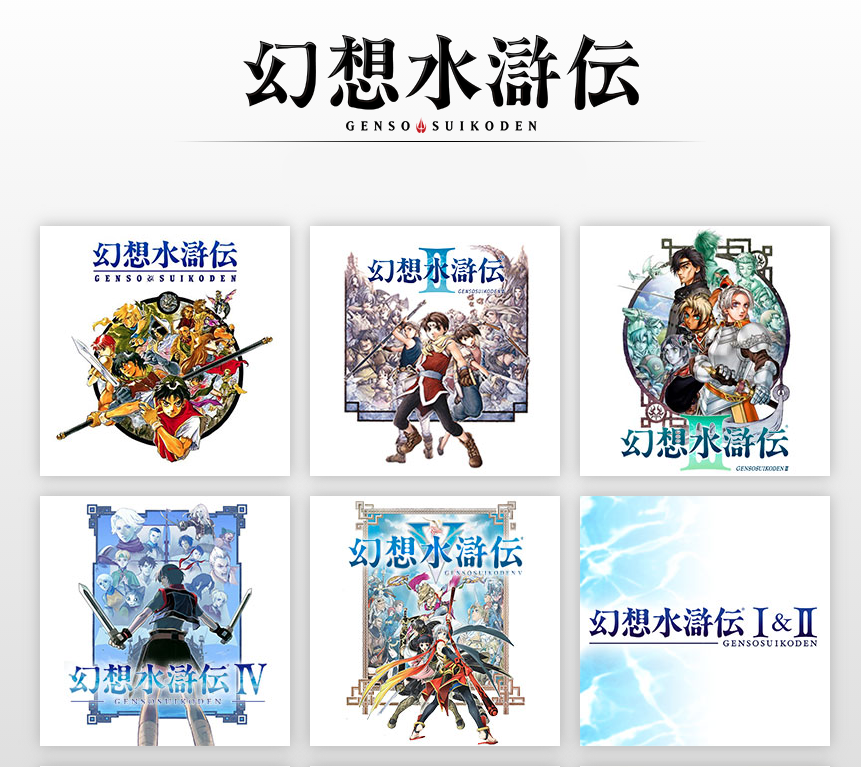 幻想水滸伝
GENSO SUIKODEN
幻想水滸伝
GENSO SUIKODEN
II
幻想水滸伝
GENSOSUIKODEN II
III
幻想水滸伝
GENSOSUIKODEN III
幻想水滸伝 IV
GENSOSUIKODEN
V
幻想水滸伝
GENSOSUIKODEN V
幻想水滸伝 I&II
GENSOSUIKODEN